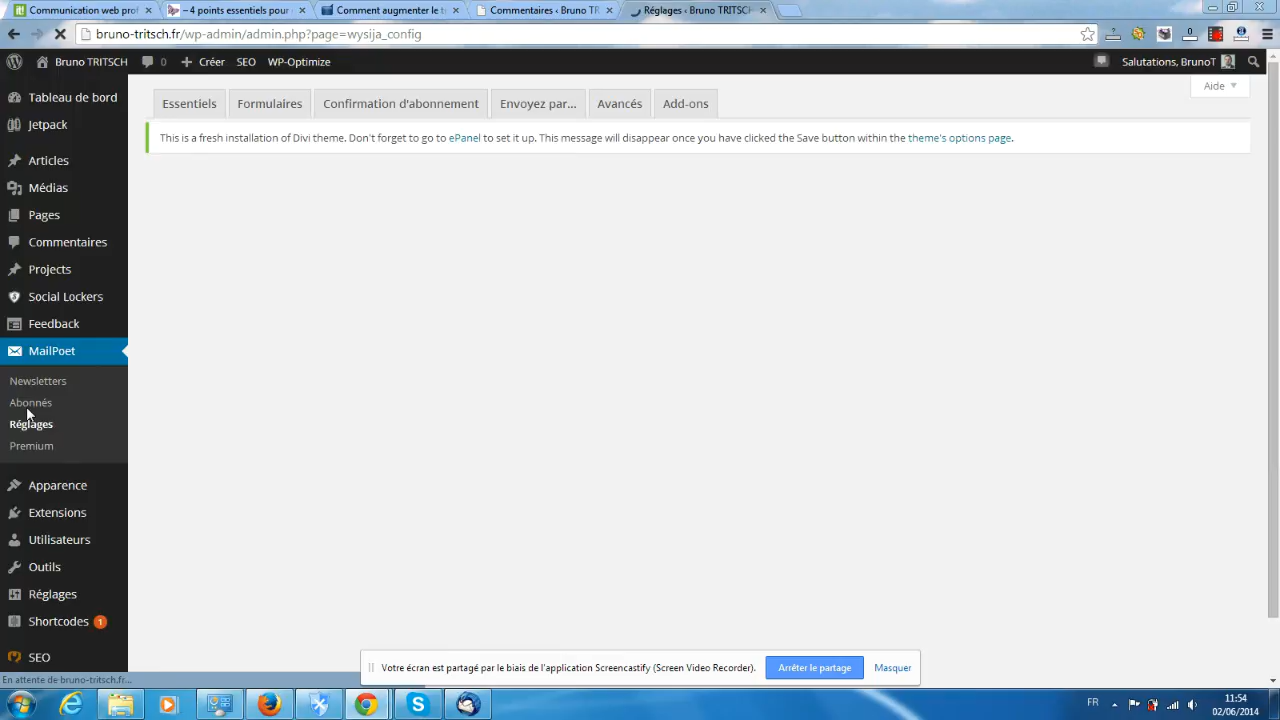 Communication web prof
– 4 points essentiels pour
Comment augmenter le t
Commentaires ‹ Bruno TR
Réglages ‹ Bruno TRITSCH
bruno-tritsch.fr/wp-admin/admin.php?page=wysija_config
Bruno TRITSCH
0
Créer
SEO
WP-Optimize
Salutations, BrunoT
Aide
Essentiels
Formulaires
Confirmation d'abonnement
Envoyez par...
Avancés
Add-ons
This is a fresh installation of Divi theme. Don't forget to go to ePanel to set it up. This message will disappear once you have clicked the Save button within the theme's options page.
Tableau de bord
Jetpack
Articles
Médias
Pages
Commentaires
Projects
Social Lockers
Feedback
MailPoet
Newsletters
Abonnés
Réglages
Premium
Apparence
Extensions
Utilisateurs
Outils
Réglages
Shortcodes 1
SEO
En attente de bruno-tritsch.fr...
Votre écran est partagé par le biais de l'application Screencastify (Screen Video Recorder).
Arrêter le partage
Masquer
FR
11:54
02/06/2014